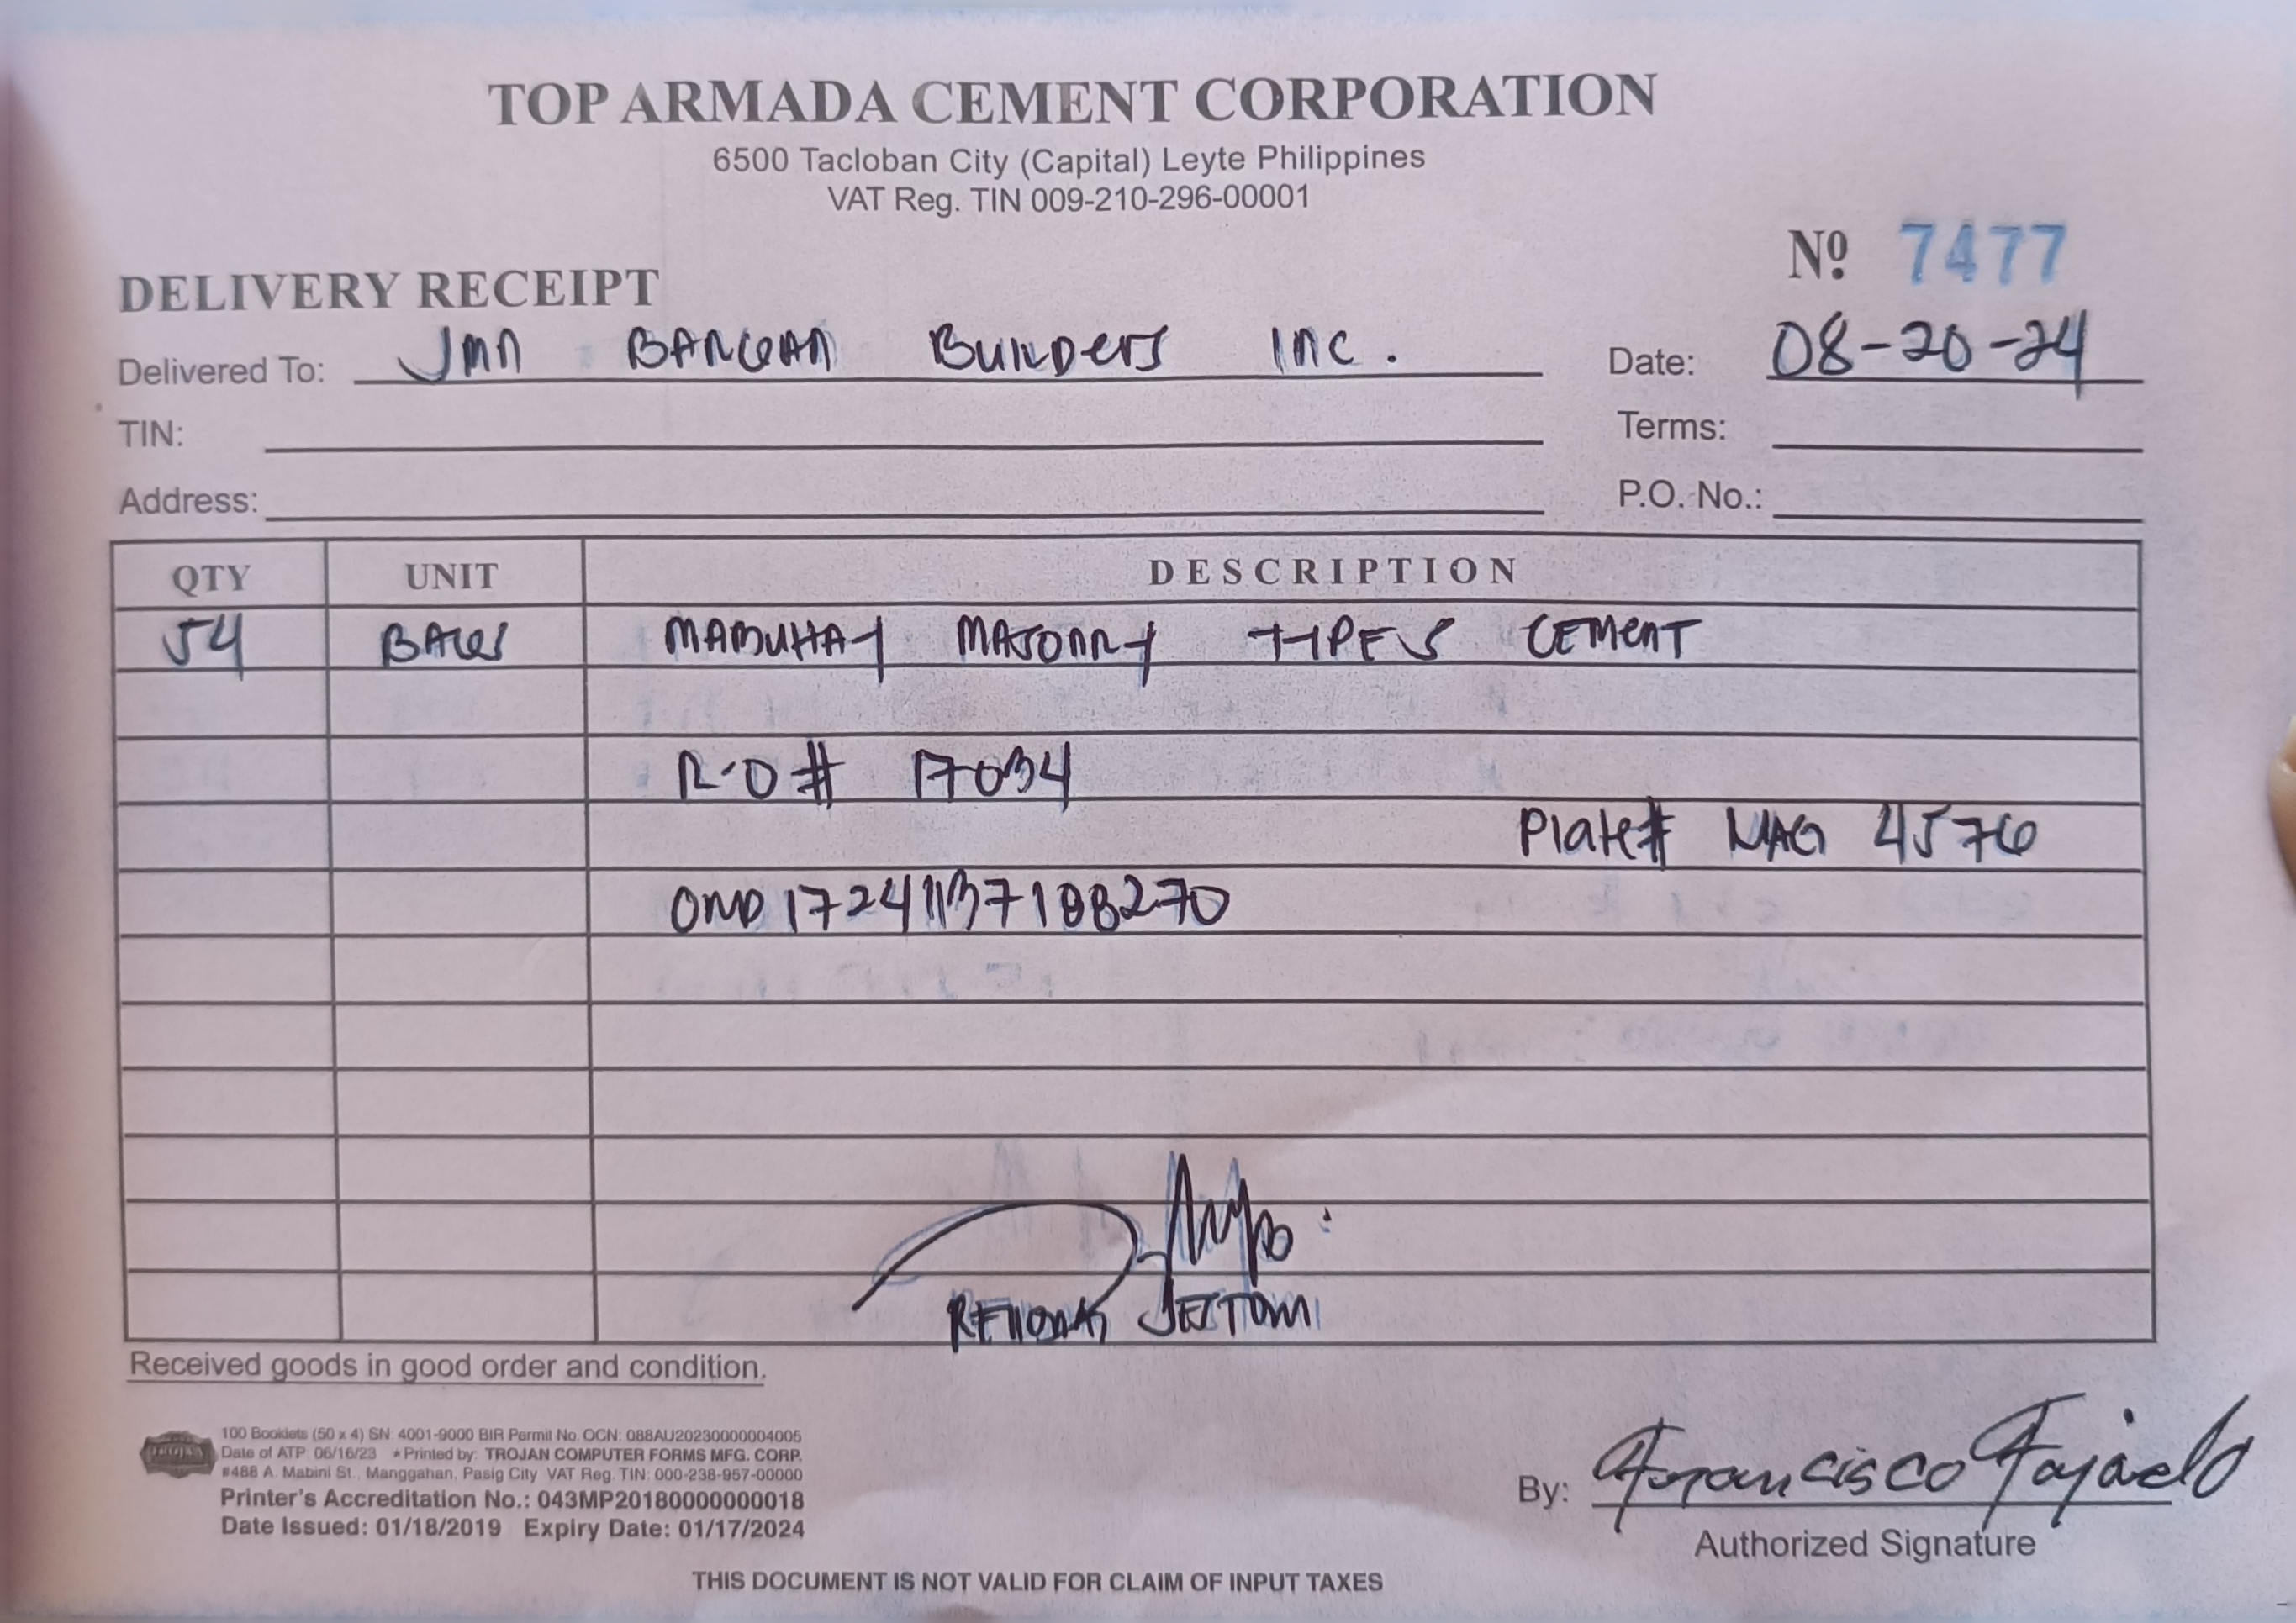 TOP ARMADA CEMENT CORPORATION
6500 Tacloban City (Capital) Leyte Philippines
VAT Reg. TIN 009-210-296-00001
Nº 7477
DELIVERY RECEIPT
Delivered To: JMN BANGAN BUILDERS INC. Date: 08-20-24
TIN: Terms:
Address: P.O. No.:
QTY UNIT DESCRIPTION
54 BALES MABUHAY MASONRY TYPE S CEMENT
R.O # 17034
Plate# NAG 4576
OMD 17241137188270
Received goods in good order and condition.
TROJAN
100 Booklets (50 x 4) SN: 4001-9000 BIR Permit No. OCN: 088AU20230000004005
Date of ATP: 06/16/23 ★ Printed by: TROJAN COMPUTER FORMS MFG. CORP.
#488 A. Mabini St., Manggahan, Pasig City VAT Reg. TIN: 000-238-957-00000
Printer's Accreditation No.: 043MP20180000000018
Date Issued: 01/18/2019 Expiry Date: 01/17/2024
By: Francisco Fajardo
Authorized Signature
THIS DOCUMENT IS NOT VALID FOR CLAIM OF INPUT TAXES